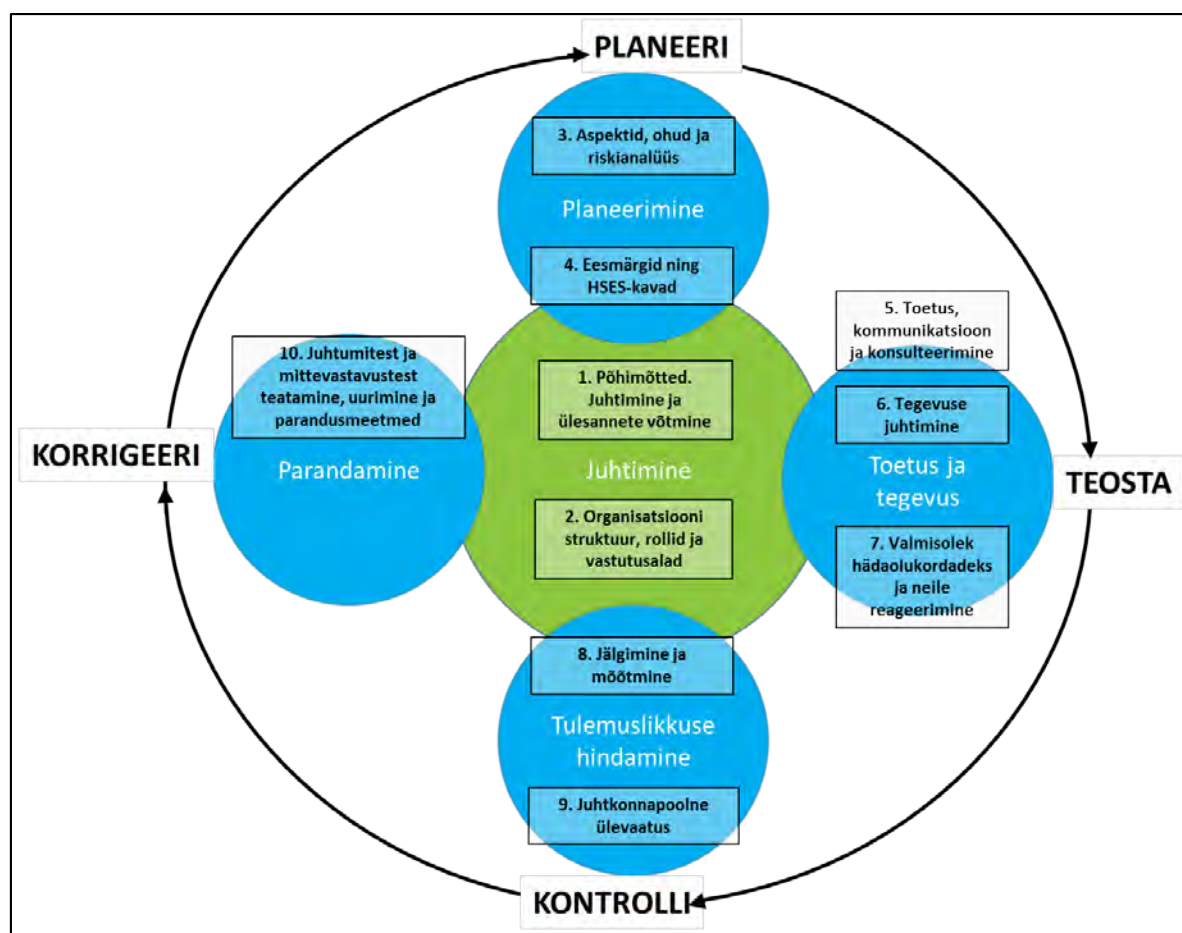 PLANEERI
3. Aspektid, ohud ja
riskianalüüs
Planeerimine
4. Eesmärgid ning
HSES-kavad
5. Toetus,
kommunikatsioon
ja konsulteerimine
10. Juhtumitest ja
mittevastavustest
teatamine, uurimine ja
parandusmeetmed
1. Põhimõtted.
Juhtimine ja
ülesannete võtmine
6. Tegevuse
juhtimine
KORRIGEERI
Parandamine
Juhtimine
Toetus ja
tegevus
TEOSTA
2. Organisatsiooni
struktuur, rollid ja
vastutusalad
7. Valmisolek
hädaolukordadeks
ja neile
reageerimine
8. Jälgimine ja
mõõtmine
Tulemuslikkuse
hindamine
9. Juhtkonnapoolne
ülevaatus
KONTROLLI